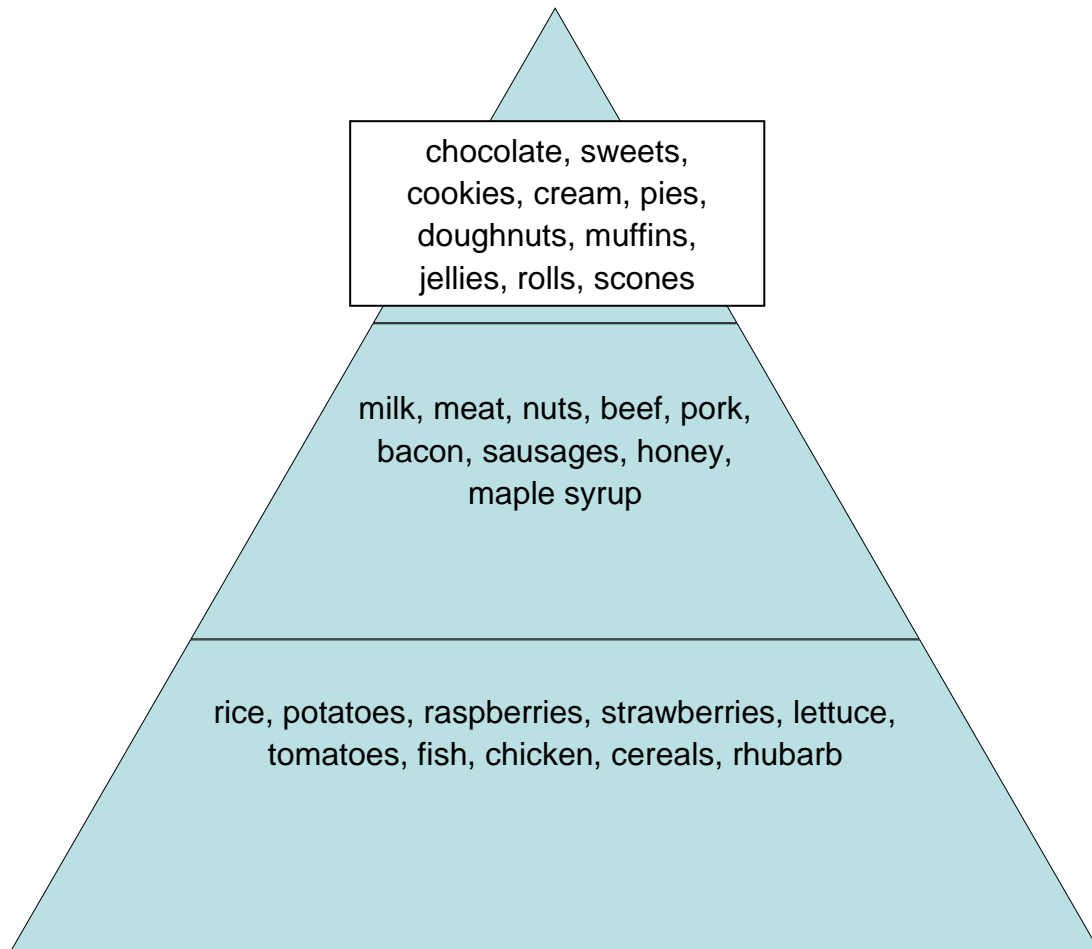 chocolate, sweets,
cookies, cream, pies,
doughnuts, muffins,
jellies, rolls, scones
milk, meat, nuts, beef, pork,
bacon, sausages, honey,
maple syrup
rice, potatoes, raspberries, strawberries, lettuce,
tomatoes, fish, chicken, cereals, rhubarb